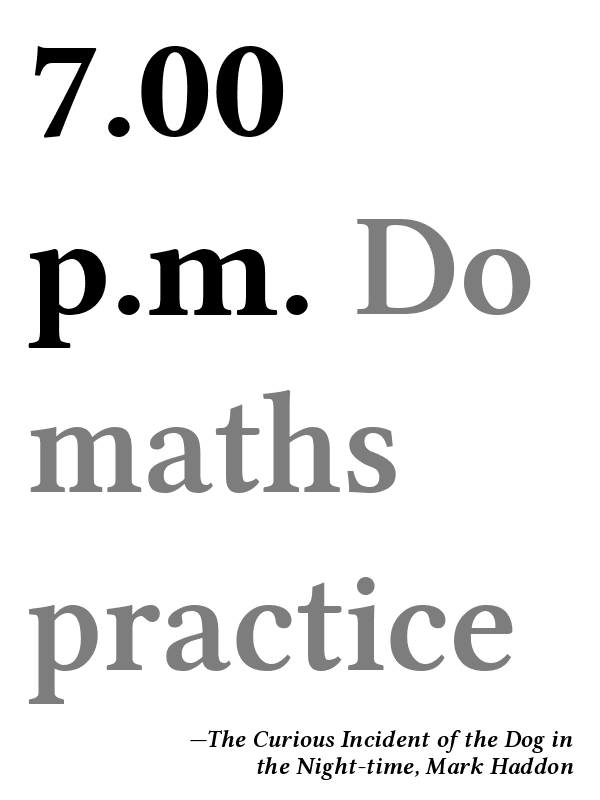 7.00
p.m. Do
maths
practice
—The Curious Incident of the Dog in
the Night-time, Mark Haddon